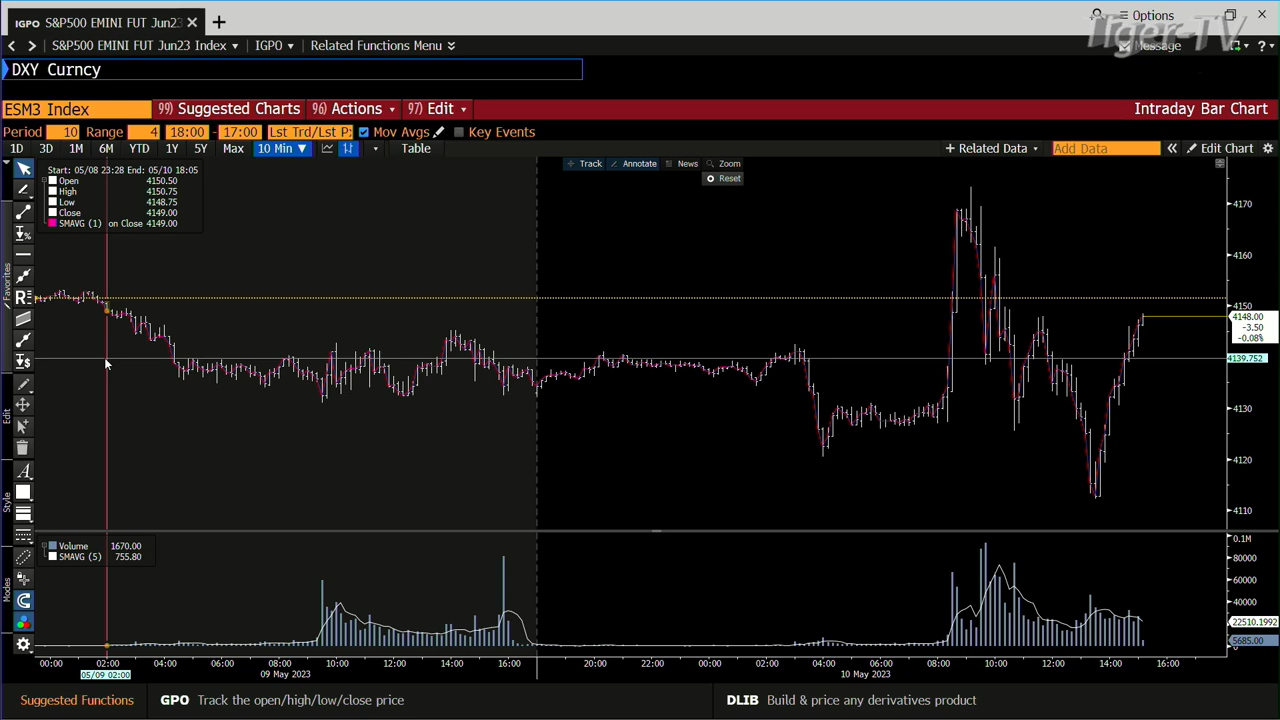 IGPO S&P500 EMINI FUT Jun23
Options
Tiger-TV
S&P500 EMINI FUT Jun23 Index IGPO Related Functions Menu
Message
DXY Curncy
ESM3 Index 99) Suggested Charts 96) Actions 97) Edit Intraday Bar Chart
Period 10 Range 4 18:00 - 17:00 Lst Trd/Lst P: Mov Avgs Key Events
1D 3D 1M 6M YTD 1Y 5Y Max 10 Min Table + Related Data Add Data Edit Chart
Track Annotate News Zoom
Reset
Start: 05/08 23:28 End: 05/10 18:05
Open 4150.50
High 4150.75
Low 4148.75
Close 4149.00
SMAVG (1) on Close 4149.00
4170
4160
4150
4148.00
-3.50
-0.08%
4139.752
4130
4120
4110
Favorites
Edit
Style
Modes
Volume 1670.00
SMAVG (5) 755.80
0.1M
80000
60000
40000
22510.1992
5685.00
0
00:00 02:00 04:00 06:00 08:00 10:00 12:00 14:00 16:00 20:00 22:00 00:00 02:00 04:00 06:00 08:00 10:00 12:00 14:00 16:00
05/09 02:00 09 May 2023 10 May 2023
Suggested Functions GPO Track the open/high/low/close price DLIB Build & price any derivatives product